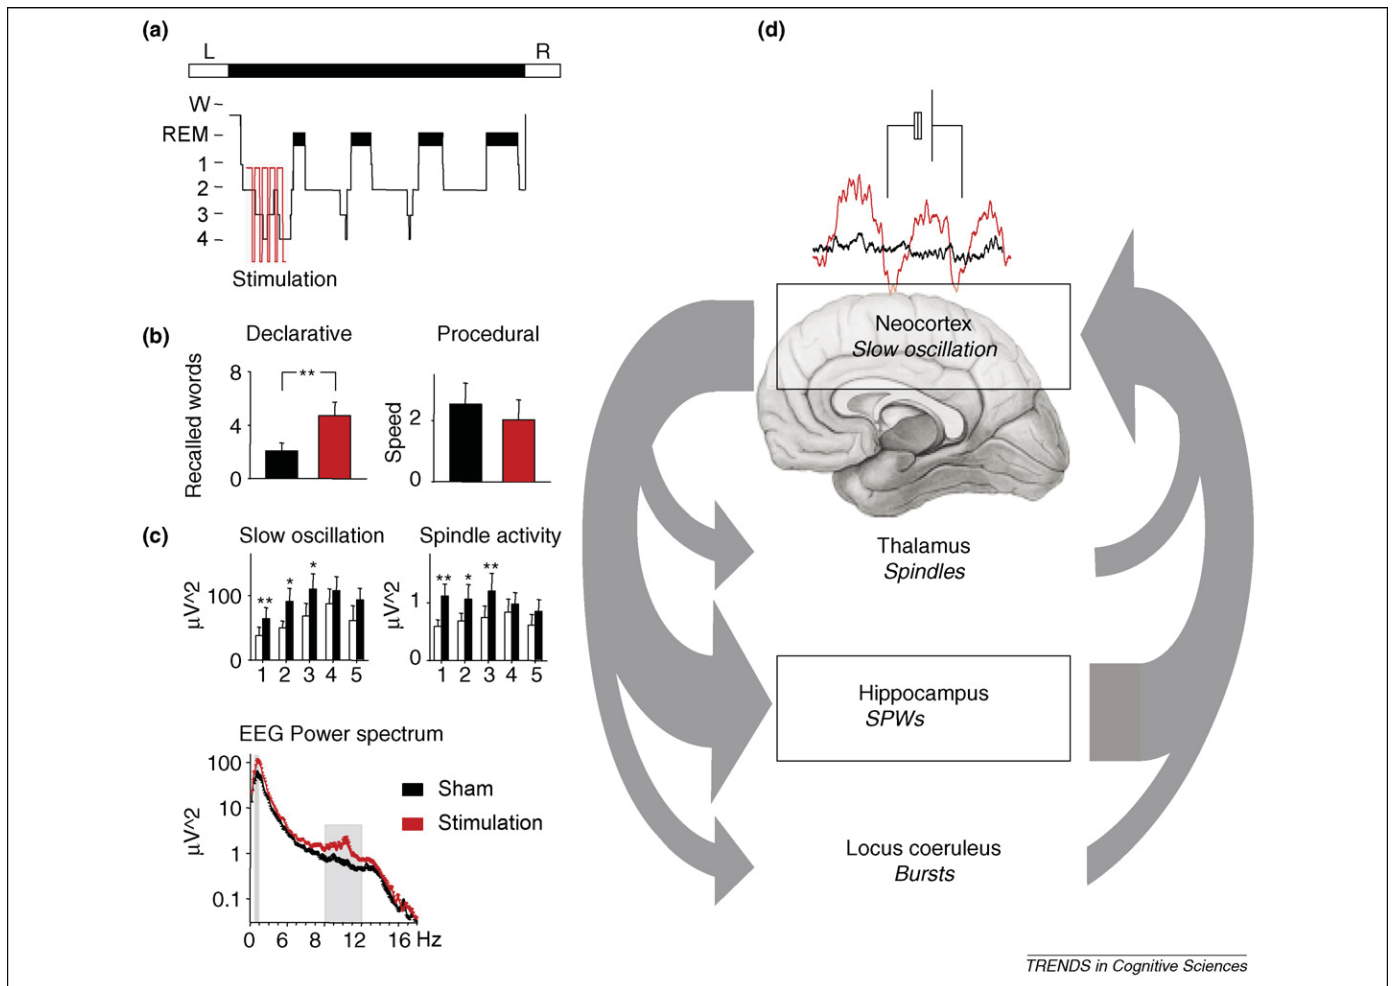 (a)
L R
W
REM
1
2
3
4
Stimulation
(b)
Declarative
Recalled words
8
4
0
**
Procedural
Speed
2
0
(c)
Slow oscillation
µV^2
100
0
** * *
1 2 3 4 5
Spindle activity
µV^2
1
0
** * **
1 2 3 4 5
EEG Power spectrum
µV^2
100
10
1
0.1
0 6 8 12 16 Hz
Sham
Stimulation
(d)
Neocortex
Slow oscillation
Thalamus
Spindles
Hippocampus
SPWs
Locus coeruleus
Bursts
TRENDS in Cognitive Sciences